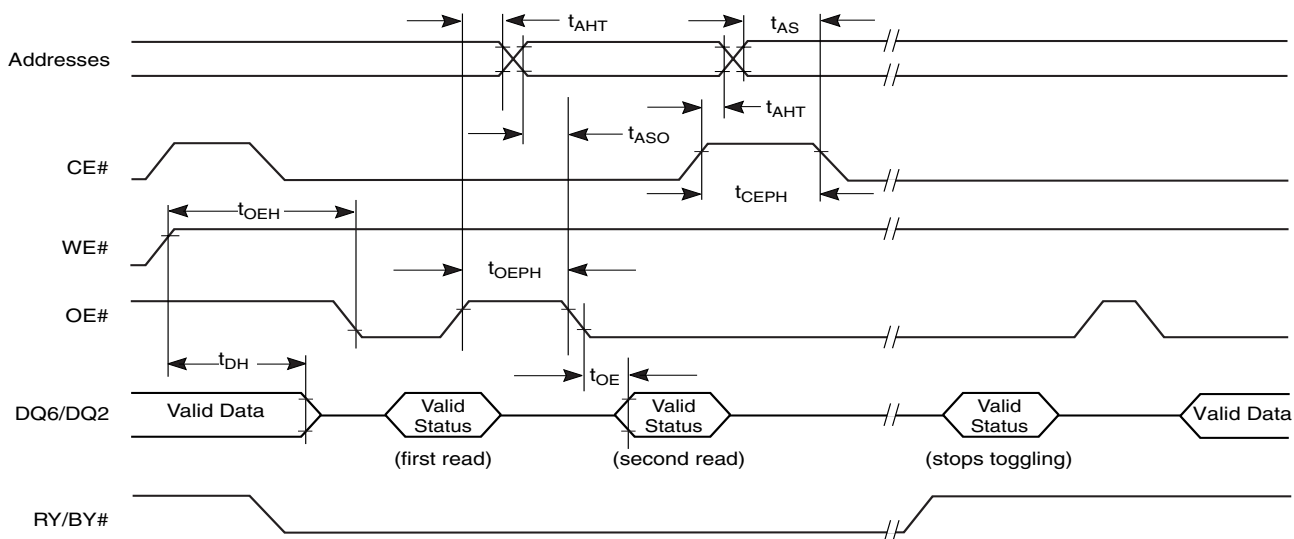 tAHT
tAS
Addresses
tAHT
tASO
CE#
tCEPH
tOEH
WE#
tOEPH
OE#
tDH
tOE
DQ6/DQ2
Valid Data
Valid
Status
Valid
Status
Valid
Status
Valid Data
(first read)
(second read)
(stops toggling)
RY/BY#